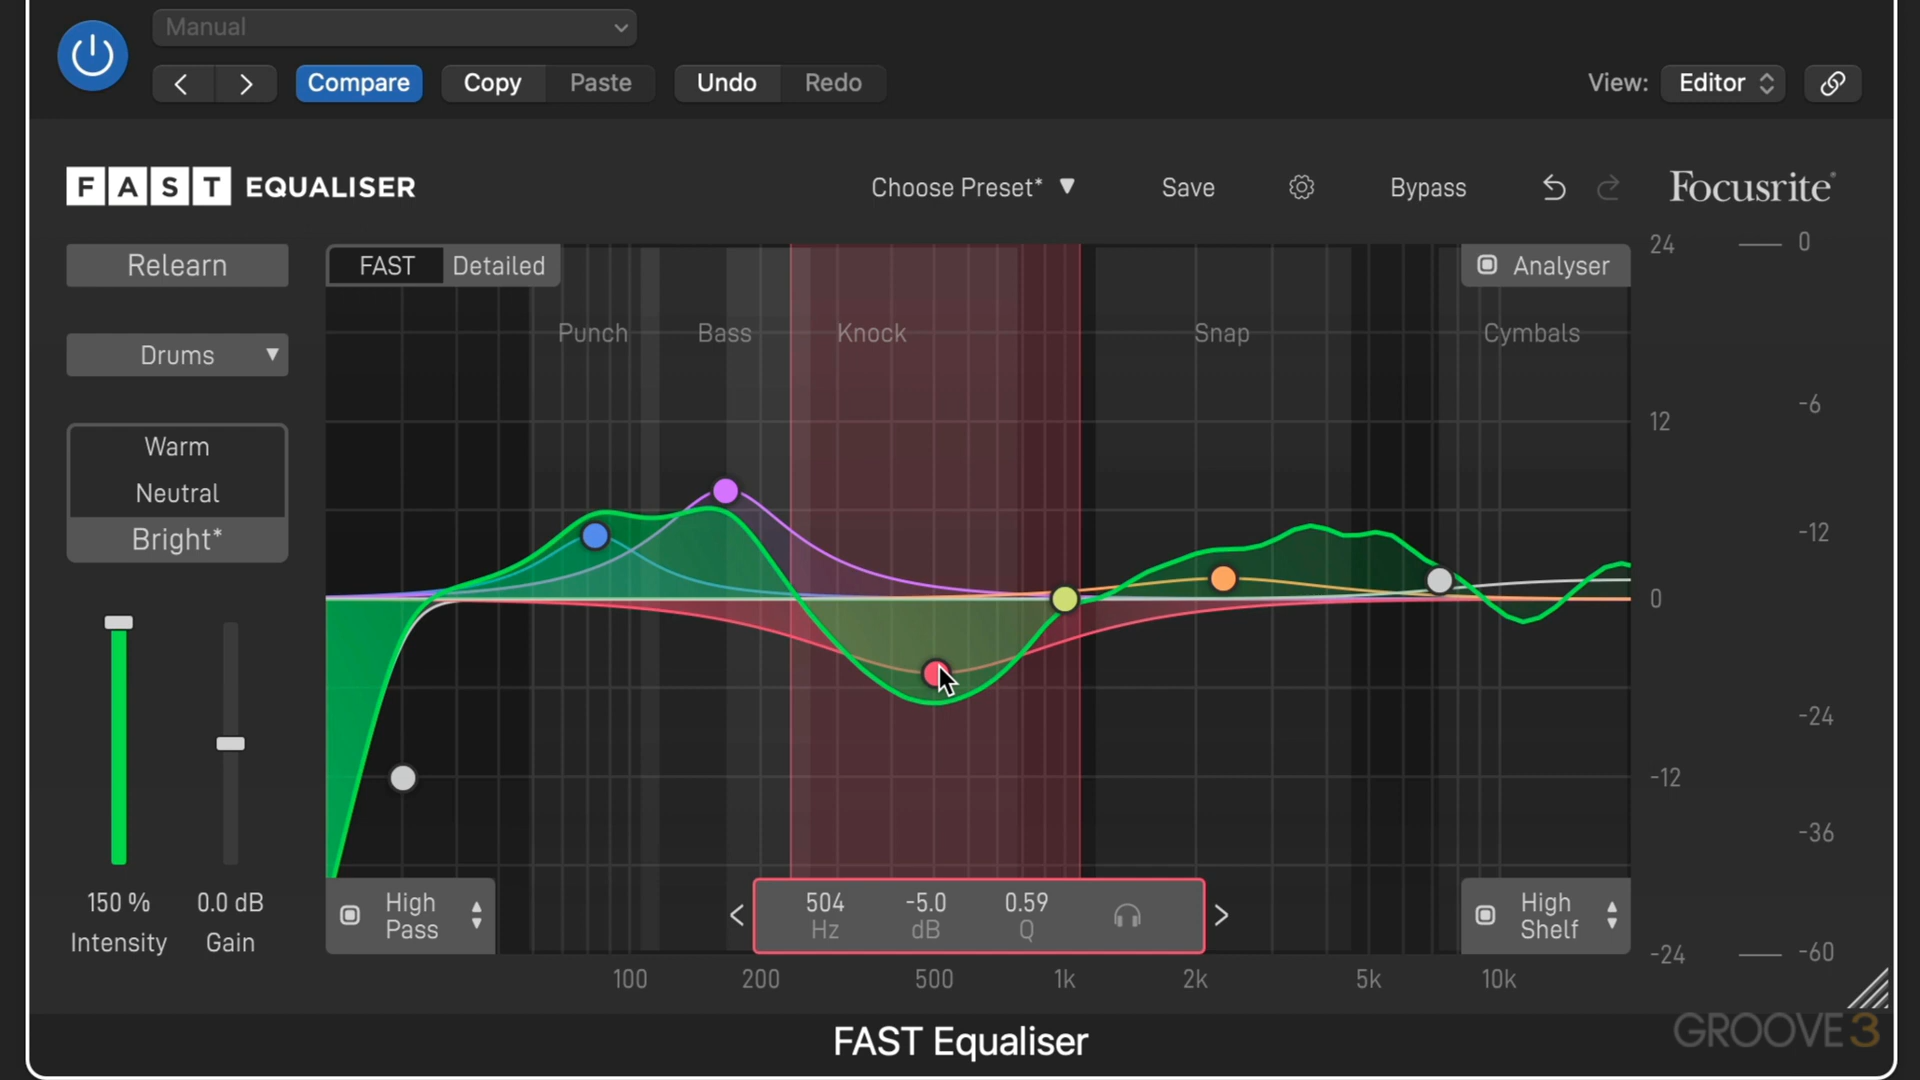 Manual
Compare
Copy
Paste
Undo
Redo
View:
Editor
FAST EQUALISER
Choose Preset*
Save
Bypass
Focusrite
Relearn
FAST
Detailed
Analyser
24
0
Drums
Punch
Bass
Knock
Snap
Cymbals
-6
12
Warm
Neutral
Bright*
-12
0
-24
-12
-36
150 %
Intensity
0.0 dB
Gain
High
Pass
504
Hz
-5.0
dB
0.59
Q
High
Shelf
-24
-60
100
200
500
1k
2k
5k
10k
FAST Equaliser
GROOVE3